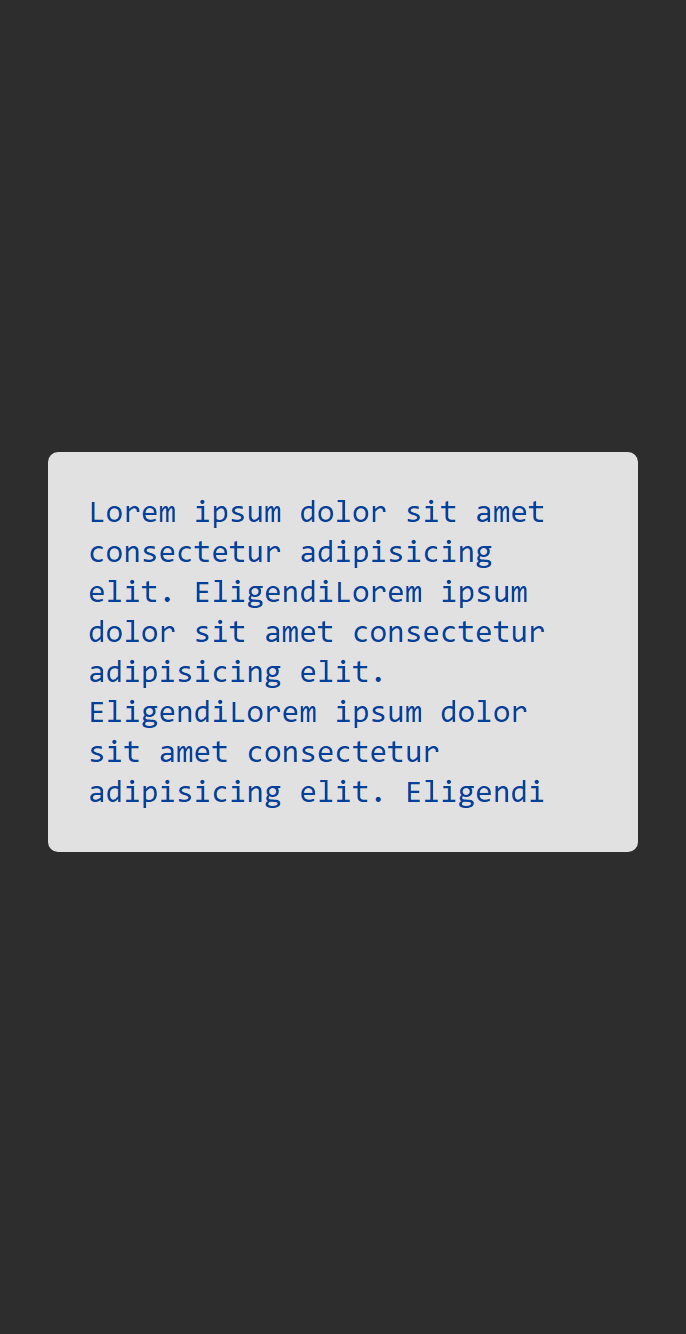 Lorem ipsum dolor sit amet
consectetur adipisicing
elit. EligendiLorem ipsum
dolor sit amet consectetur
adipisicing elit.
EligendiLorem ipsum dolor
sit amet consectetur
adipisicing elit. Eligendi